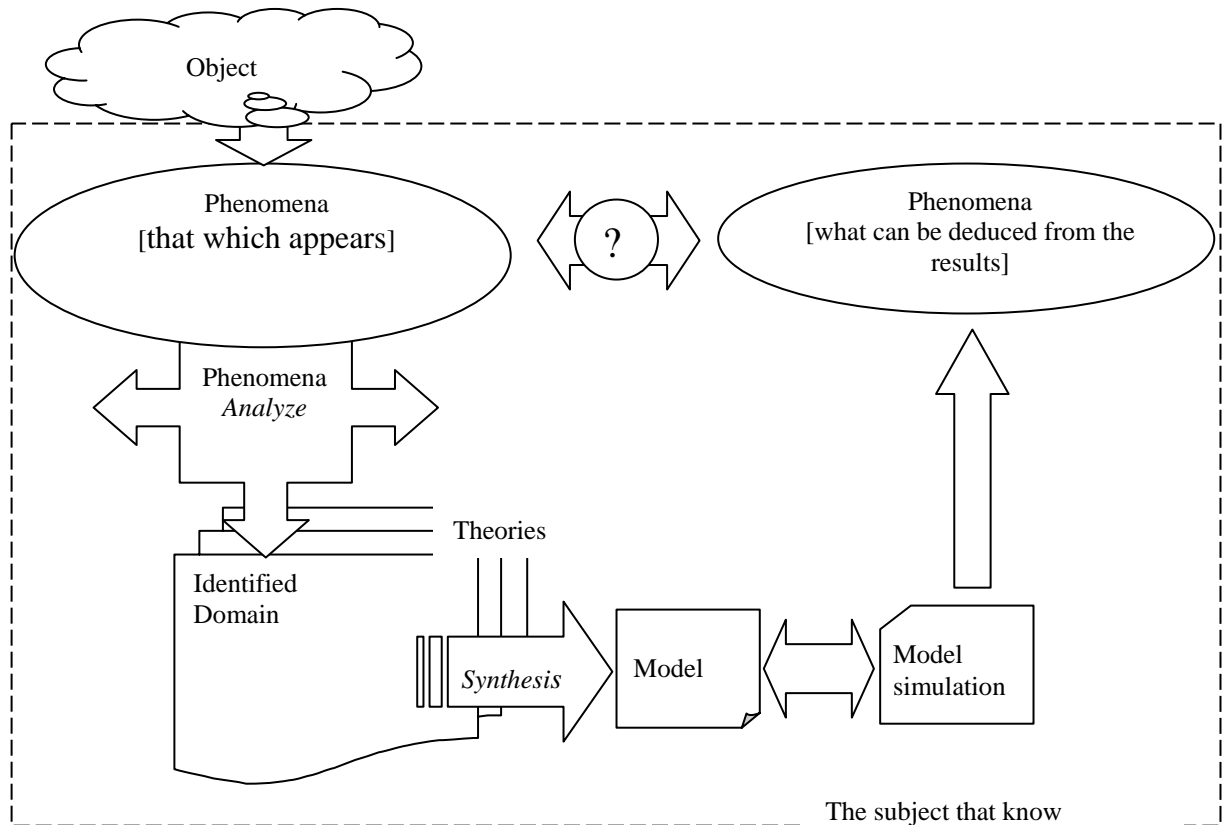 Object
Phenomena
[that which appears]
?
Phenomena
[what can be deduced from the
results]
Phenomena
Analyze
Theories
Identified
Domain
Synthesis
Model
Model
simulation
The subject that know